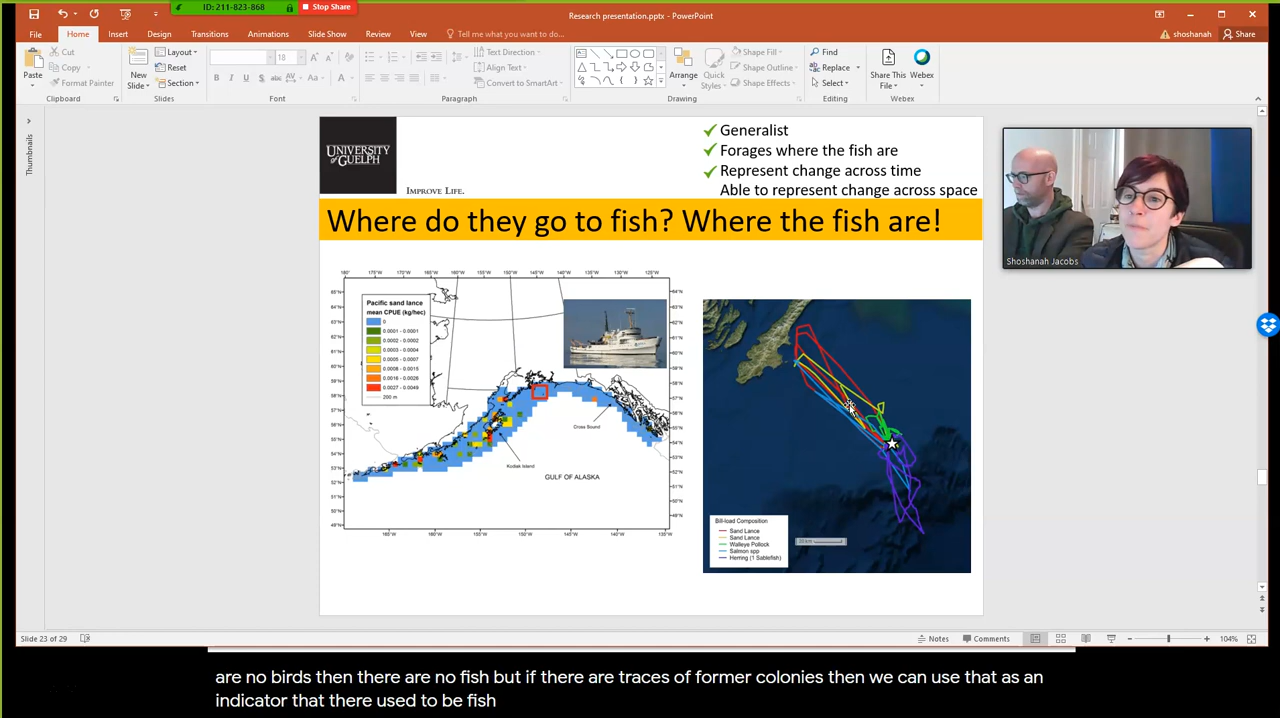 ID: 211-823-868
Stop Share
Research presentation.pptx - PowerPoint
File
Home
Insert
Design
Transitions
Animations
Slide Show
Review
View
Tell me what you want to do...
shoshanah
Share
Paste
Cut
Copy
Format Painter
Clipboard
New
Slide
Layout
Reset
Section
Slides
18
B I U S abc AV Aa A
Font
Text Direction
Align Text
Convert to SmartArt
Paragraph
Arrange
Quick
Styles
Shape Fill
Shape Outline
Shape Effects
Drawing
Find
Replace
Select
Editing
Share This
File
Webex
Webex
Thumbnails
UNIVERSITY
OF GUELPH
IMPROVE LIFE.
Generalist
Forages where the fish are
Represent change across time
Able to represent change across space
Where do they go to fish? Where the fish are!
Pacific sand lance
mean CPUE (kg/hec)
0
0.0001 - 0.0001
0.0001 - 0.0002
0.0003 - 0.0004
0.0005 - 0.0007
0.0008 - 0.0015
0.0016 - 0.0028
0.0027 - 0.0049
200 m
Cross Sound
Kodiak Island
GULF OF ALASKA
Bill-load Composition
Sand Lance
Sand Lance
Walleye Pollock
Salmon spp
Herring (1 Sablefish)
Shoshanah Jacobs
Slide 23 of 29
Notes
Comments
104%
are no birds then there are no fish but if there are traces of former colonies then we can use that as an
indicator that there used to be fish